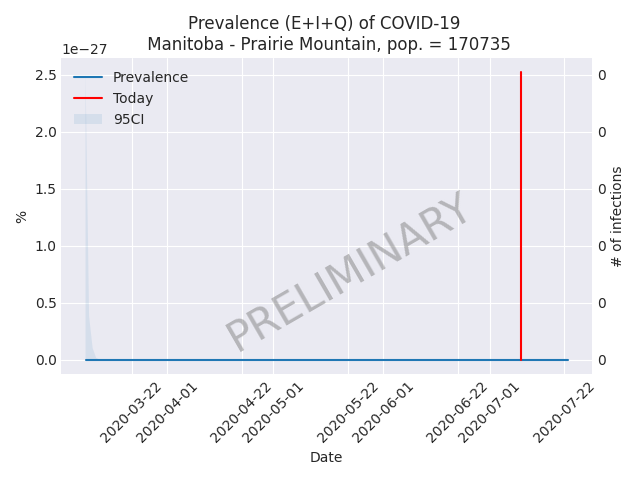 Prevalence (E+I+Q) of COVID-19
Manitoba - Prairie Mountain, pop. = 170735
1e−27
Prevalence
Today
95CI
2.5
2.0
1.5
1.0
0.5
0.0
%
0
0
0
0
0
0
# of infections
PRELIMINARY
2020-03-22
2020-04-01
2020-04-22
2020-05-01
2020-05-22
2020-06-01
2020-06-22
2020-07-01
2020-07-22
Date